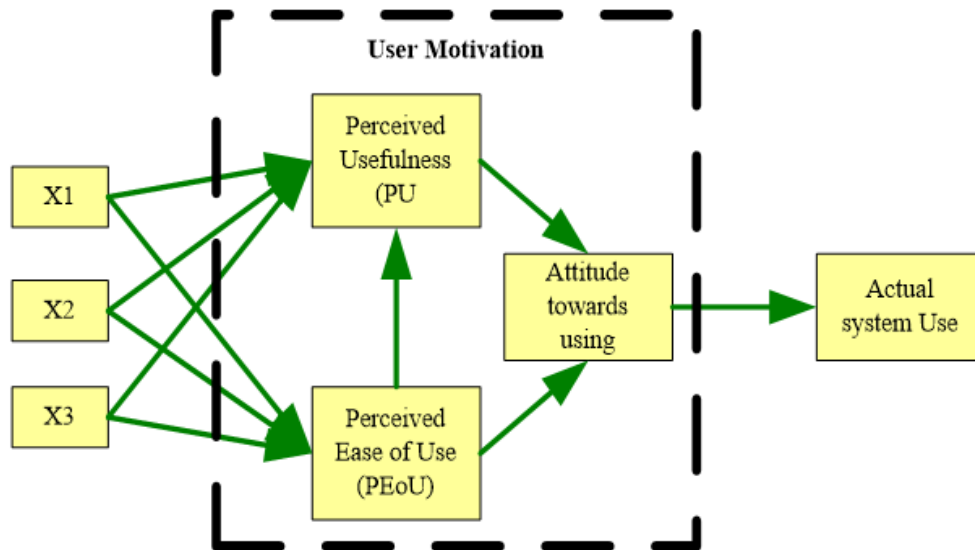 User Motivation
Perceived
Usefulness
(PU
X1
X2
X3
Attitude
towards
using
Actual
system Use
Perceived
Ease of Use
(PEoU)